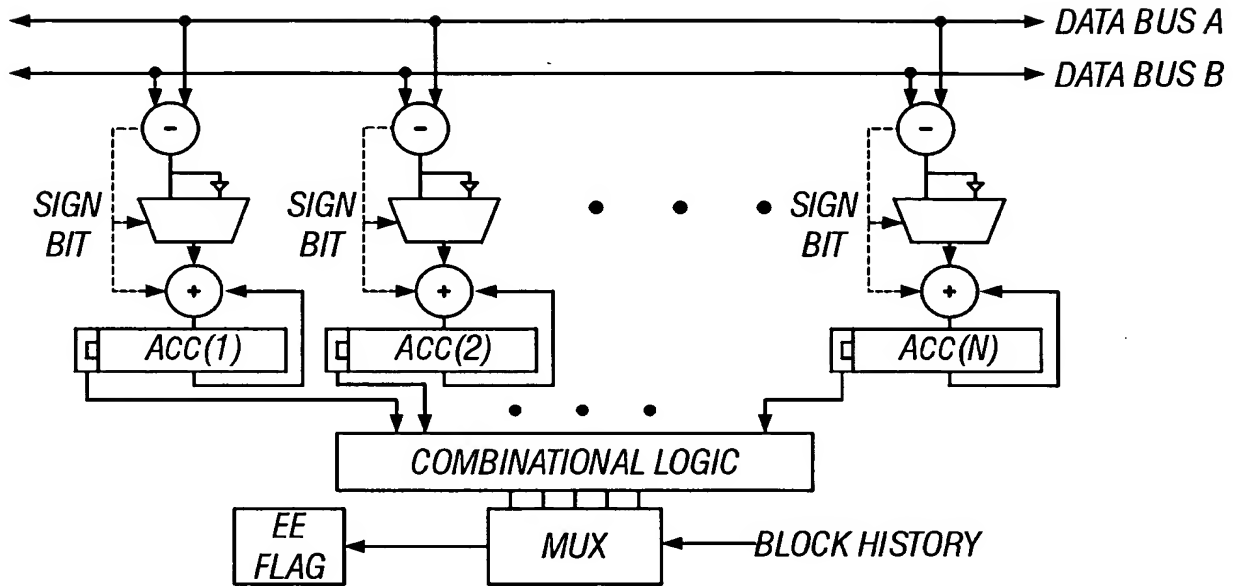 DATA BUS A
DATA BUS B
-
-
-
SIGN
BIT
SIGN
BIT
SIGN
BIT
+
+
+
ACC(1)
ACC(2)
ACC(N)
COMBINATIONAL LOGIC
EE
FLAG
MUX
BLOCK HISTORY